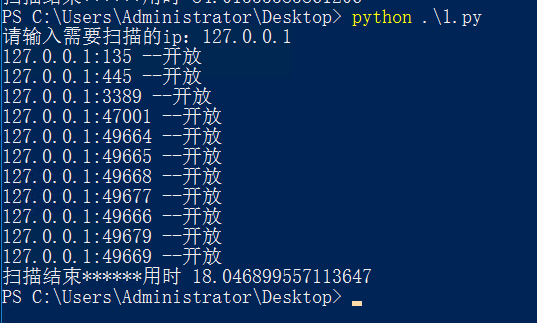 PS C:\Users\Administrator\Desktop> python .\1.py
请输入需要扫描的ip: 127.0.0.1
127.0.0.1:135 --开放
127.0.0.1:445 --开放
127.0.0.1:3389 --开放
127.0.0.1:47001 --开放
127.0.0.1:49664 --开放
127.0.0.1:49665 --开放
127.0.0.1:49668 --开放
127.0.0.1:49677 --开放
127.0.0.1:49666 --开放
127.0.0.1:49679 --开放
127.0.0.1:49669 --开放
扫描结束******用时 18.046899557113647
PS C:\Users\Administrator\Desktop>